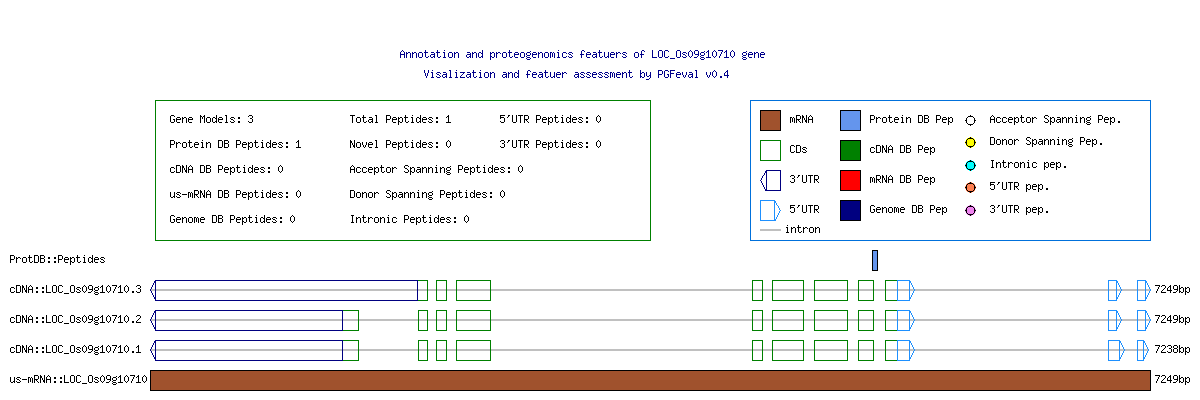 Annotation and proteogenomics featuers of LOC_Os09g10710 gene
Visalization and featuer assessment by PGFeval v0.4
Gene Models: 3 Total Peptides: 1 5'UTR Peptides: 0
Protein DB Peptides: 1 Novel Peptides: 0 3'UTR Peptides: 0
cDNA DB Peptides: 0 Acceptor Spanning Peptides: 0
us-mRNA DB Peptides: 0 Donor Spanning Peptides: 0
Genome DB Peptides: 0 Intronic Peptides: 0
mRNA Protein DB Pep Acceptor Spanning Pep.
CDs cDNA DB Pep Donor Spanning Pep.
3'UTR mRNA DB Pep Intronic pep.
5'UTR Genome DB Pep 5'UTR pep.
intron 3'UTR pep.
ProtDB::Peptides
cDNA::LOC_Os09g10710.3 7249bp
cDNA::LOC_Os09g10710.2 7249bp
cDNA::LOC_Os09g10710.1 7238bp
us-mRNA::LOC_Os09g10710 7249bp